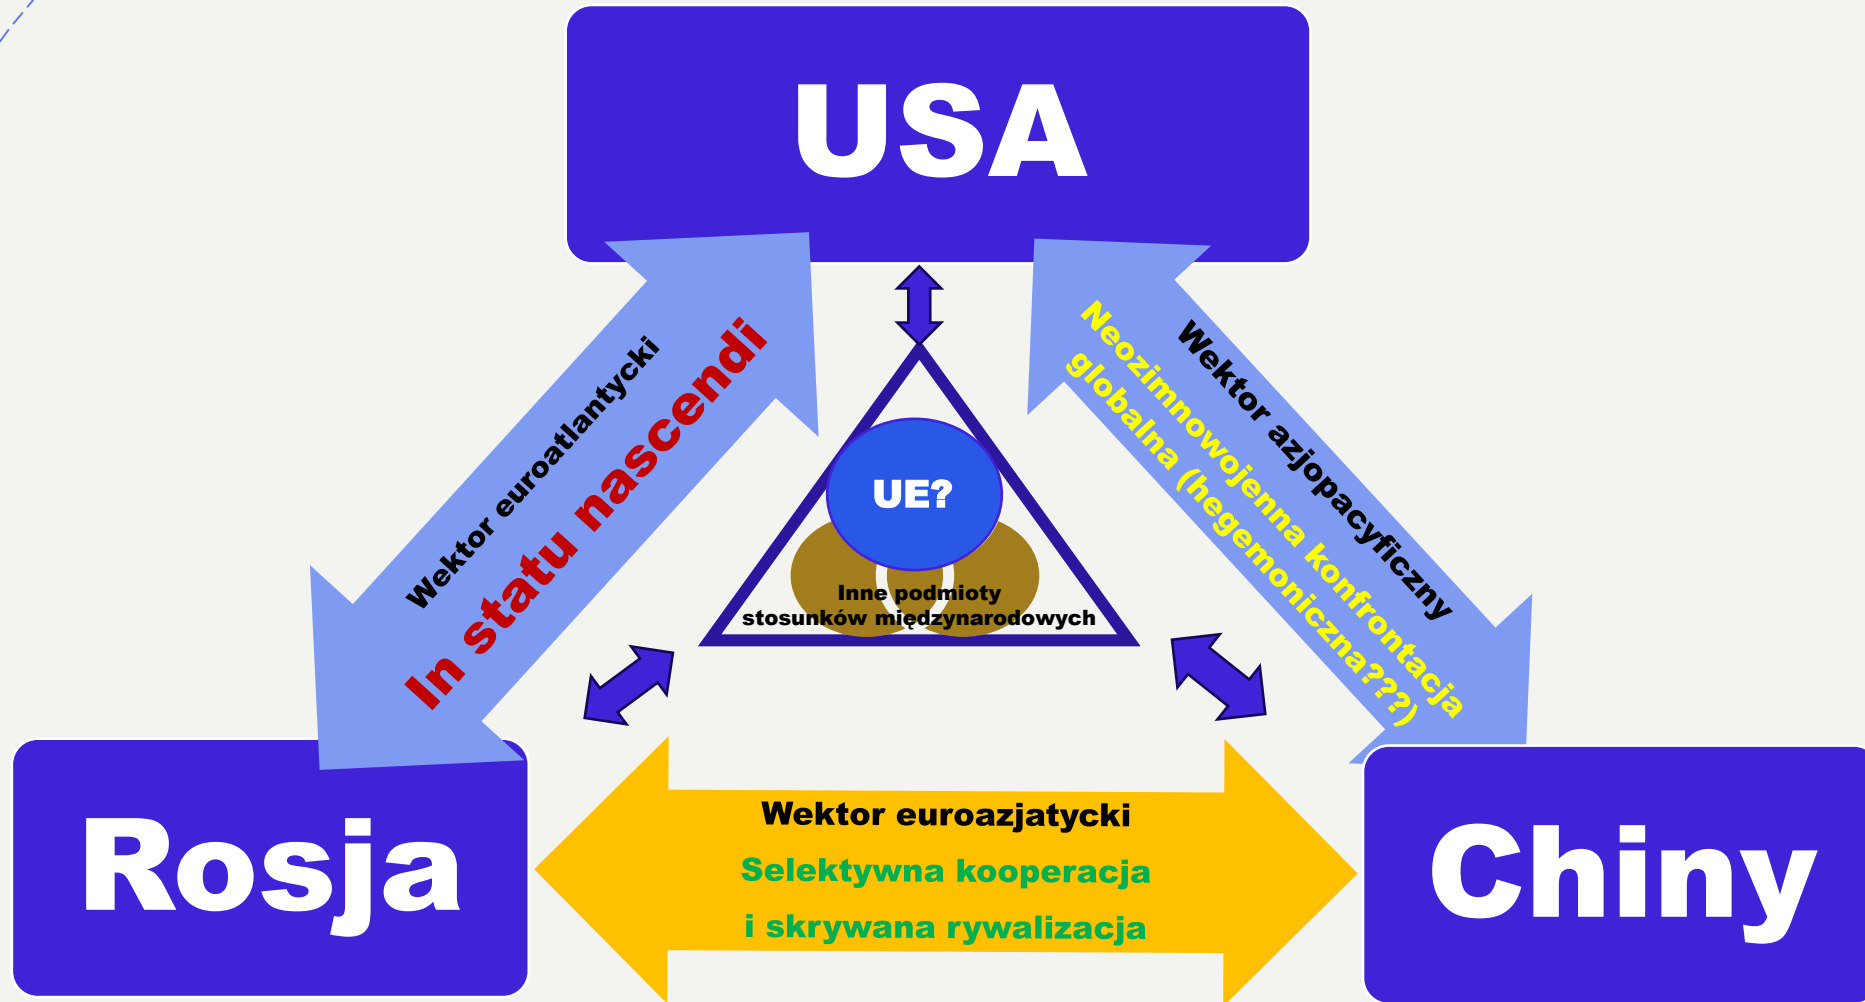 USA
Wektor euroatlantycki
In statu nascendi
Wektor azjopacyficzny
Neozimnowojenna konfrontacja
globalna (hegemoniczna???)
UE?
Inne podmioty
stosunków międzynarodowych
Rosja
Wektor euroazjatycki
Selektywna kooperacja
i skrywana rywalizacja
Chiny